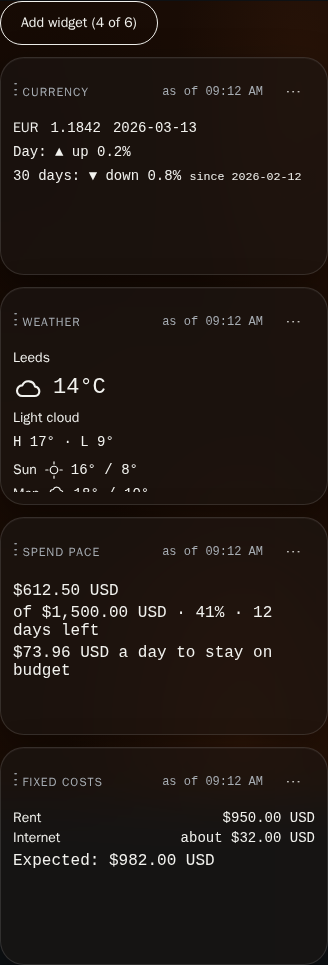 Add widget (4 of 6)
CURRENCY as of 09:12 AM ···
EUR 1.1842 2026-03-13
Day: ▲ up 0.2%
30 days: ▼ down 0.8% since 2026-02-12
WEATHER as of 09:12 AM ···
Leeds
14°C
Light cloud
H 17° · L 9°
Sun 16° / 8°
Mon 18° / 10°
SPEND PACE as of 09:12 AM ···
$612.50 USD
of $1,500.00 USD · 41% · 12
days left
$73.96 USD a day to stay on
budget
FIXED COSTS as of 09:12 AM ···
Rent $950.00 USD
Internet about $32.00 USD
Expected: $982.00 USD